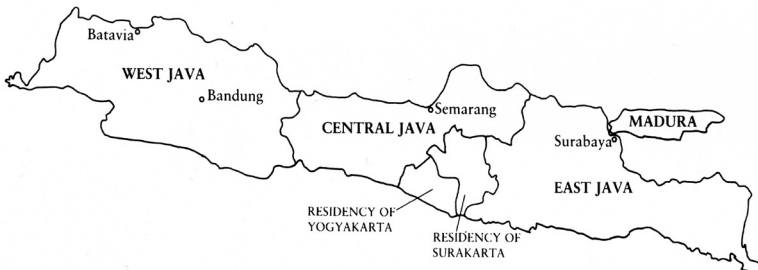 Batavia
WEST JAVA
Bandung
Semarang
CENTRAL JAVA
MADURA
Surabaya
EAST JAVA
RESIDENCY OF
YOGYAKARTA
RESIDENCY OF
SURAKARTA